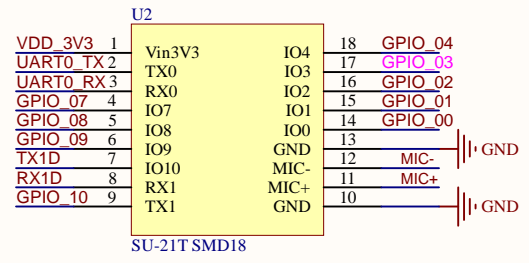 U2
VDD_3V3 1 Vin3V3 IO4 18 GPIO_04
UART0_TX 2 TX0 IO3 17 GPIO_03
UART0_RX 3 RX0 IO2 16 GPIO_02
GPIO_07 4 IO7 IO1 15 GPIO_01
GPIO_08 5 IO8 IO0 14 GPIO_00
GPIO_09 6 IO9 GND 13 GND
TX1D 7 IO10 MIC- 12 MIC-
RX1D 8 RX1 MIC+ 11 MIC+
GPIO_10 9 TX1 GND 10 GND
SU-21T SMD18